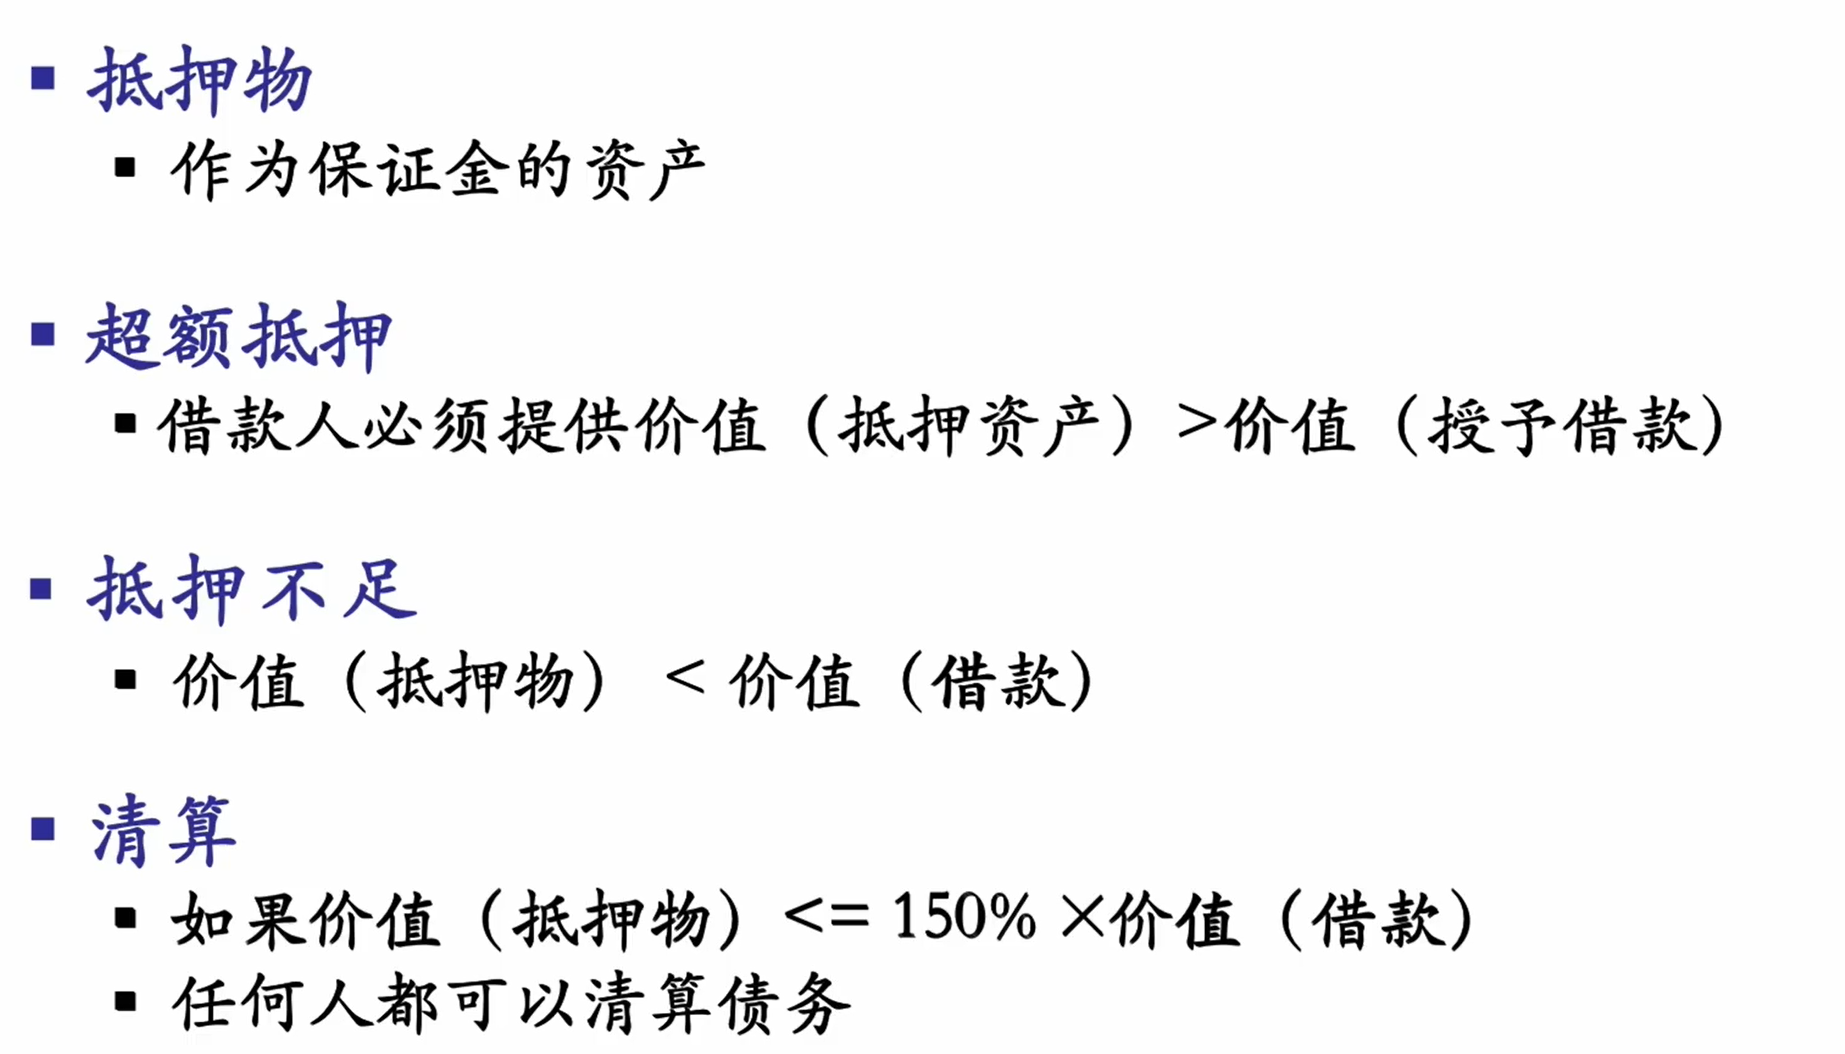 抵押物
作为保证金的资产
超额抵押
借款人必须提供价值（抵押资产）>价值（授予借款）
抵押不足
价值（抵押物） < 价值（借款）
清算
如果价值（抵押物）<= 150% ×价值（借款）
任何人都可以清算债务